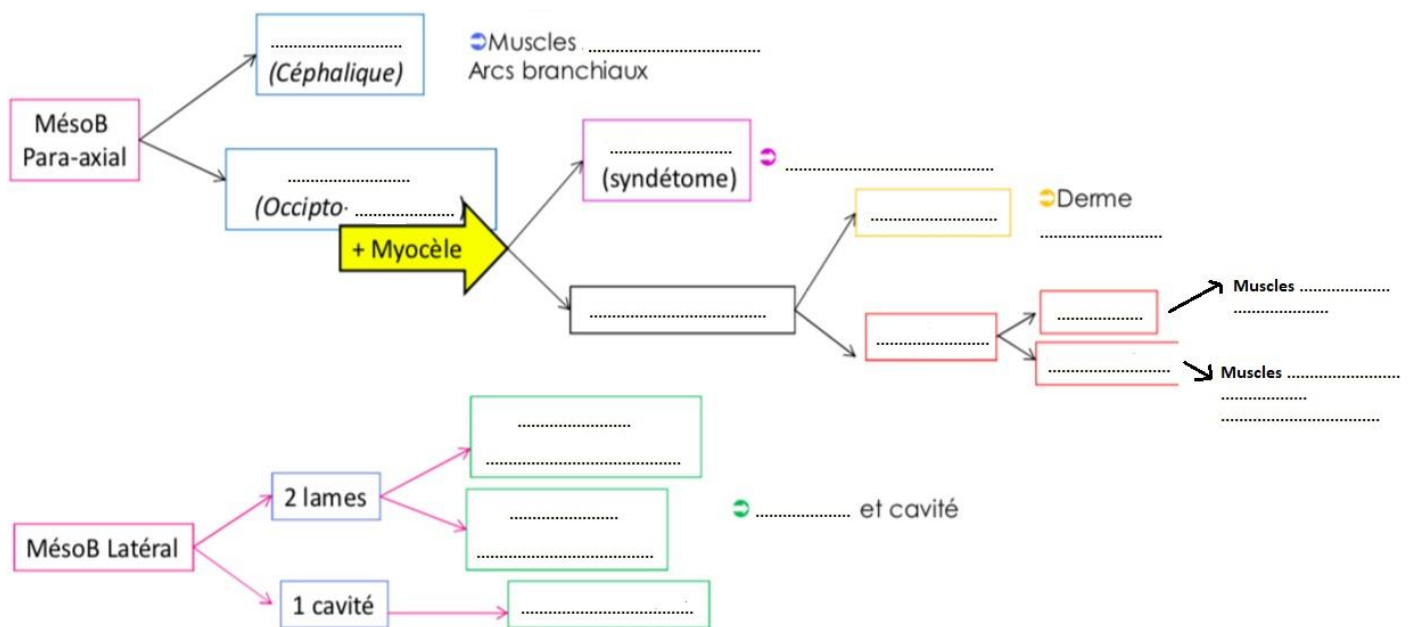 ........................
(Céphalique)
➲Muscles ................................
Arcs branchiaux
MésoB
Para-axial
......................
(Occipto- .................. )
+ Myocèle
......................
(syndétome)
➲ ......................................
.......................
➲Derme
......................
................................
....................
................
......................
Muscles .................
.................
Muscles .....................
................
.............................
MésoB Latéral
2 lames
1 cavité
....................
...................................
....................
................................
...............................
➲ ................. et cavité